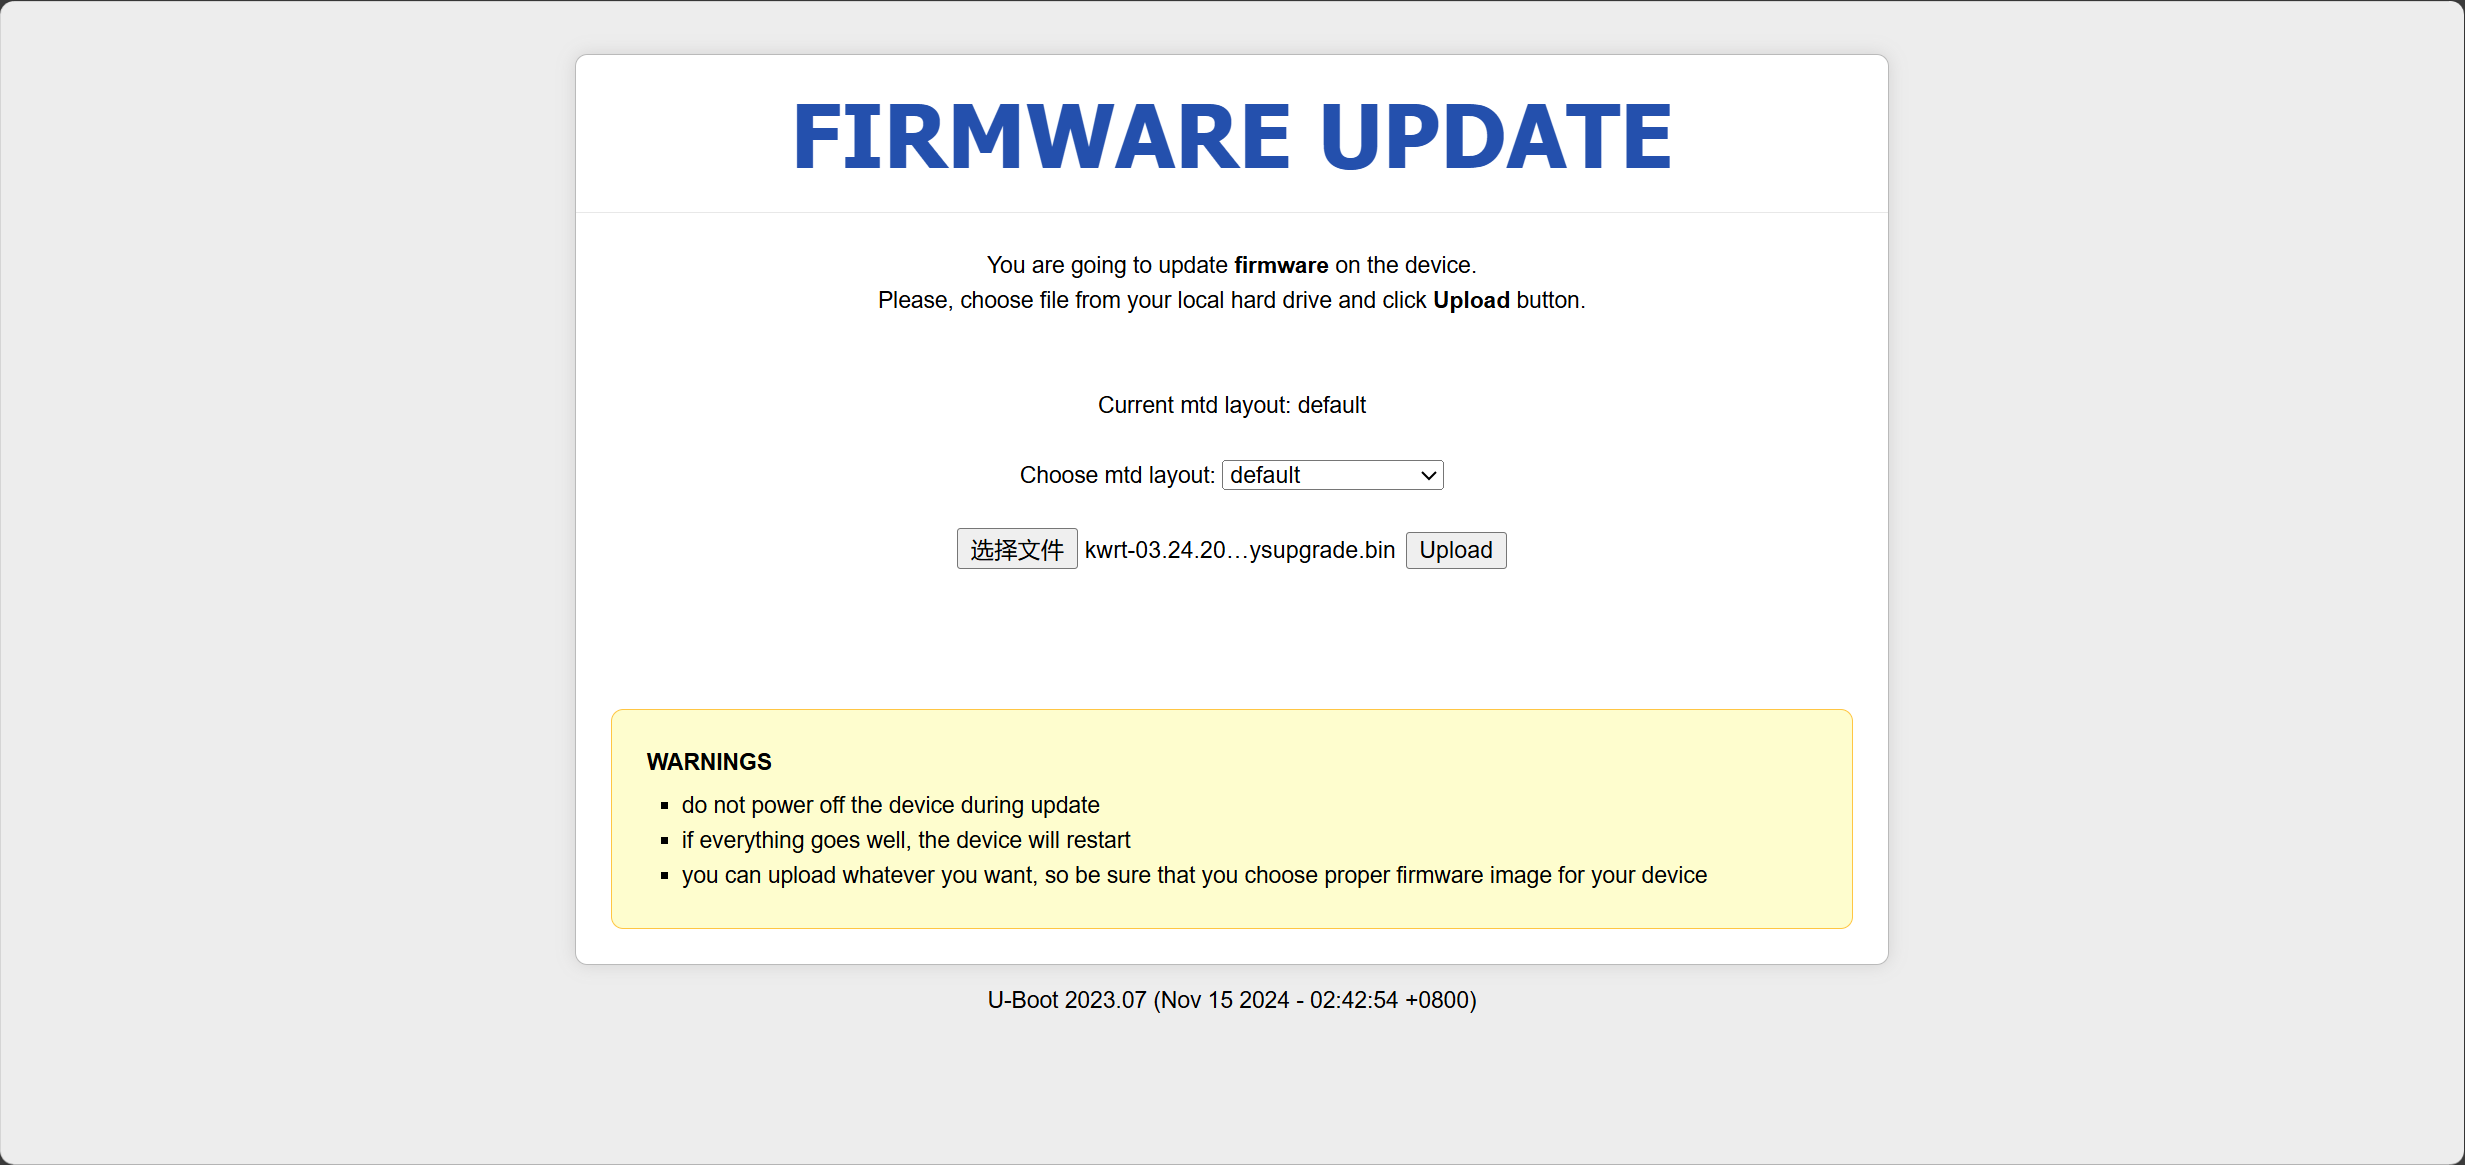 FIRMWARE UPDATE
You are going to update firmware on the device.
Please, choose file from your local hard drive and click Upload button.
Current mtd layout: default
Choose mtd layout: default
选择文件 kwrt-03.24.20…ysupgrade.bin Upload
WARNINGS
do not power off the device during update
if everything goes well, the device will restart
you can upload whatever you want, so be sure that you choose proper firmware image for your device
U-Boot 2023.07 (Nov 15 2024 - 02:42:54 +0800)